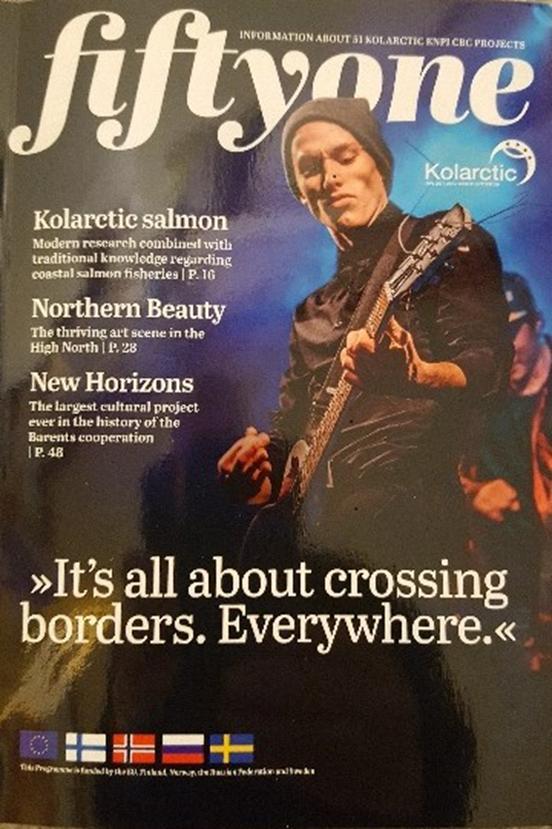 INFORMATION ABOUT 51 KOLARCTIC ENPI CBC PROJECTS
fiftyone
Kolarctic
Kolarctic salmon
Modern research combined with
traditional knowledge regarding
coastal salmon fisheries | P. 16
Northern Beauty
The thriving art scene in the
High North | P. 28
New Horizons
The largest cultural project
ever in the history of the
Barents cooperation
| P. 48
»It's all about crossing
borders. Everywhere.«
This Programme is funded by the EU, Finland, Norway, the Russian Federation and Sweden